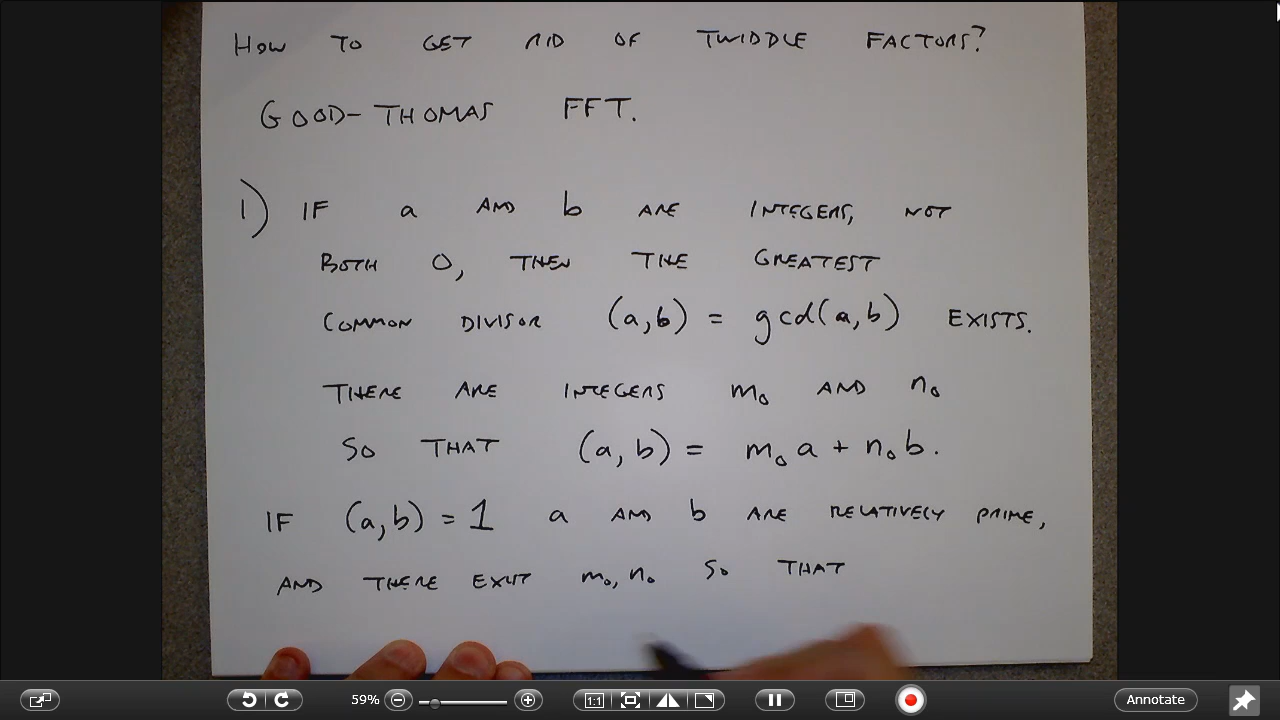 HOW TO GET RID OF TWIDDLE FACTORS?
GOOD-THOMAS FFT.
1) IF a AND b ARE INTEGERS, NOT
BOTH 0, THEN THE GREATEST
COMMON DIVISOR (a,b) = gcd(a,b) EXISTS.
THERE ARE INTEGERS m₀ AND n₀
SO THAT (a,b) = m₀a + n₀b.
IF (a,b) = 1 a AND b ARE RELATIVELY PRIME,
AND THERE EXIST m₀, n₀ SO THAT
59%
1:1
Annotate